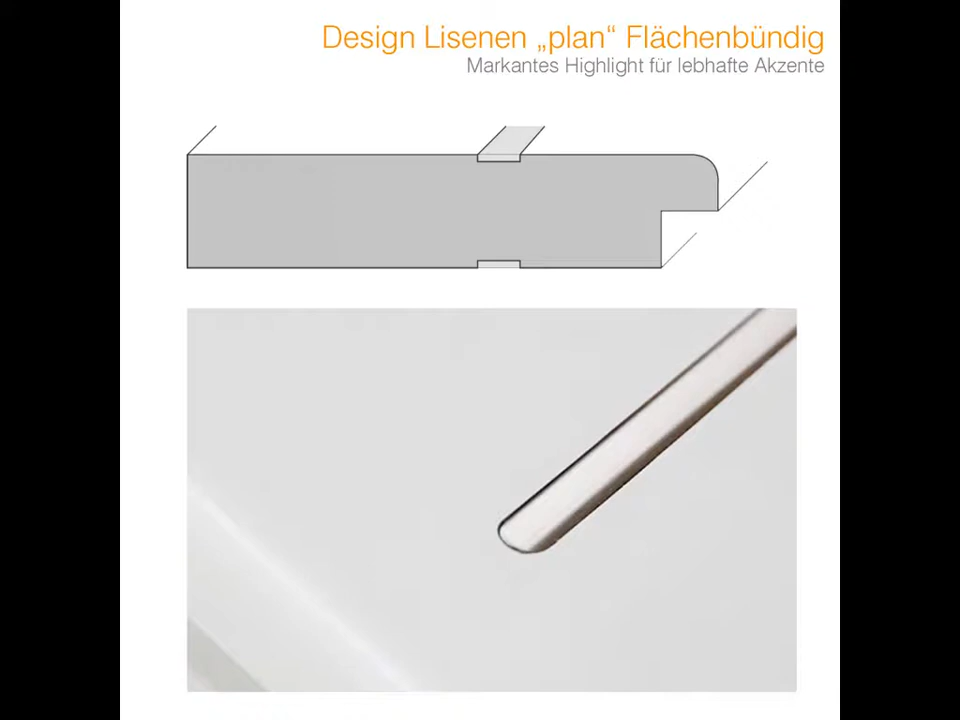 Design Lisenen „plan“ Flächenbündig
Markantes Highlight für lebhafte Akzente